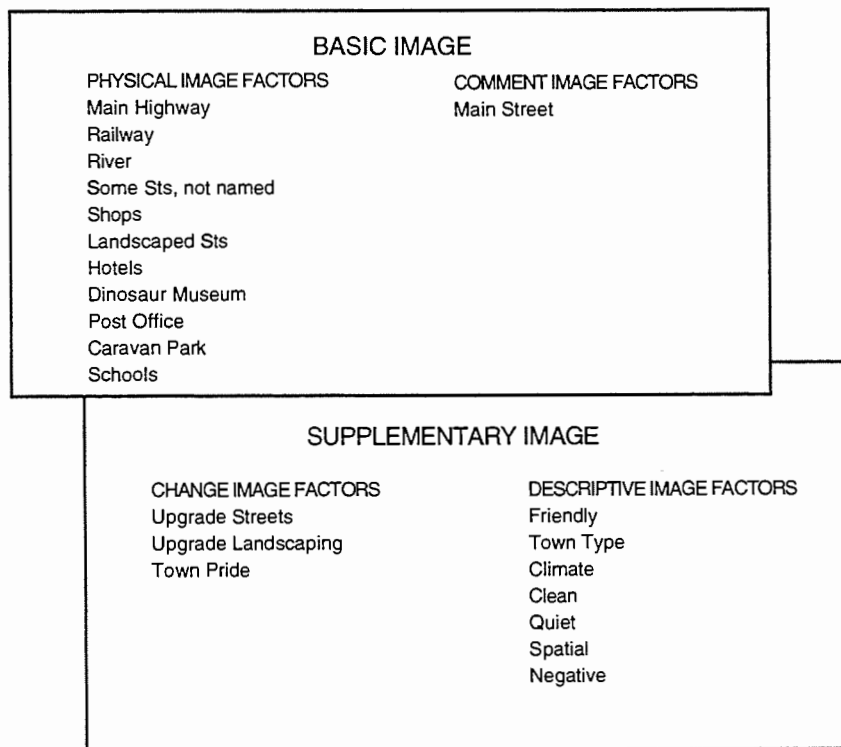 BASIC IMAGE
PHYSICAL IMAGE FACTORS
Main Highway
Railway
River
Some Sts, not named
Shops
Landscaped Sts
Hotels
Dinosaur Museum
Post Office
Caravan Park
Schools
COMMENT IMAGE FACTORS
Main Street
SUPPLEMENTARY IMAGE
CHANGE IMAGE FACTORS
Upgrade Streets
Upgrade Landscaping
Town Pride
DESCRIPTIVE IMAGE FACTORS
Friendly
Town Type
Climate
Clean
Quiet
Spatial
Negative